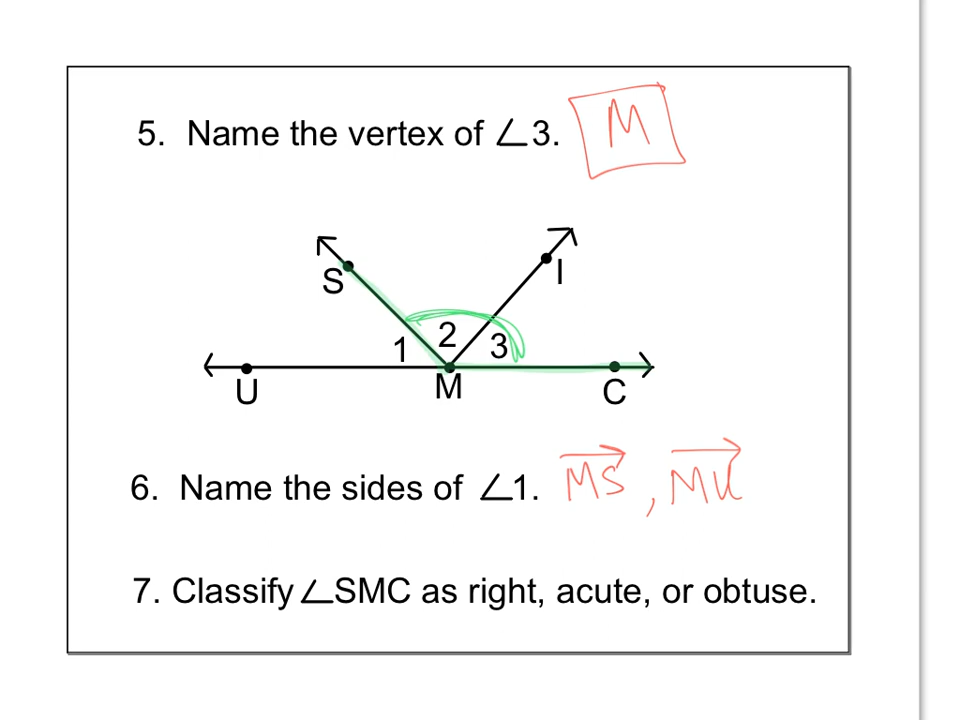 5. Name the vertex of ∠3. M
S
I
1 2 3
U M C
6. Name the sides of ∠1. MS, MU
7. Classify ∠SMC as right, acute, or obtuse.